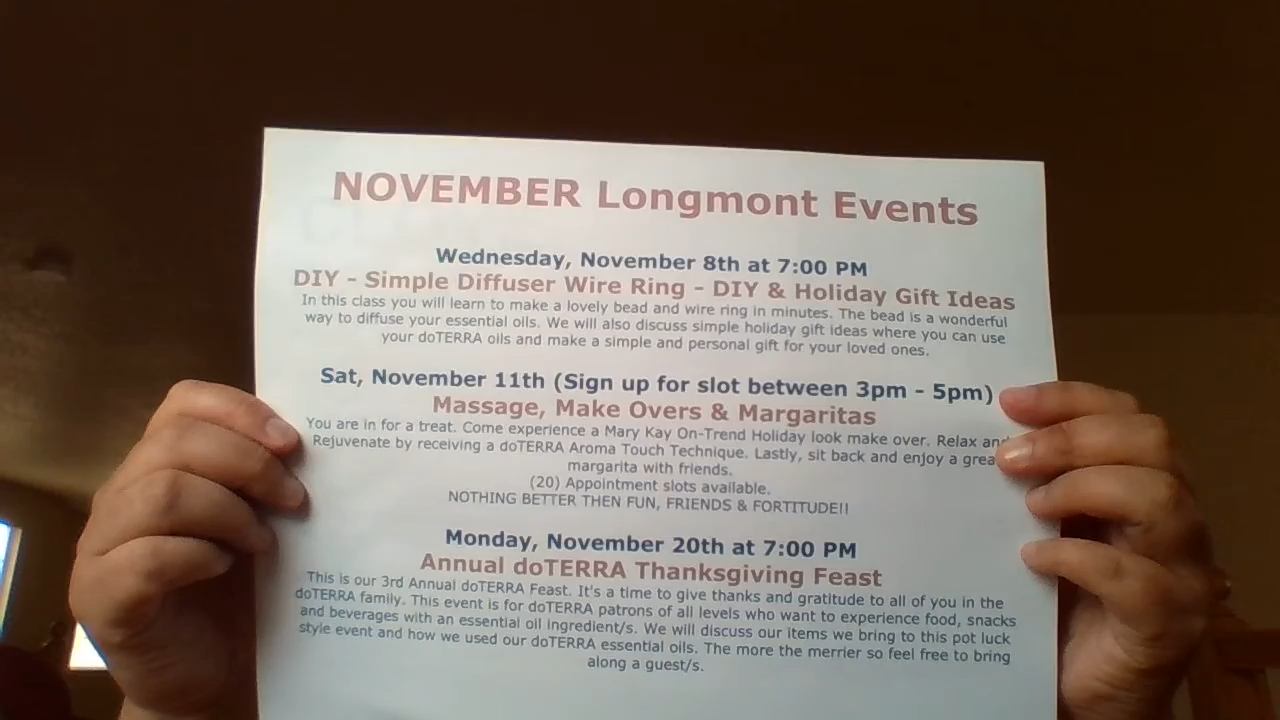 NOVEMBER Longmont Events
Wednesday, November 8th at 7:00 PM
DIY - Simple Diffuser Wire Ring - DIY & Holiday Gift Ideas
In this class you will learn to make a lovely bead and wire ring in minutes. The bead is a wonderful
way to diffuse your essential oils. We will also discuss simple holiday gift ideas where you can use
your doTERRA oils and make a simple and personal gift for your loved ones.
Sat, November 11th (Sign up for slot between 3pm - 5pm)
Massage, Make Overs & Margaritas
You are in for a treat. Come experience a Mary Kay On-Trend Holiday look make over. Relax and
Rejuvenate by receiving a doTERRA Aroma Touch Technique. Lastly, sit back and enjoy a great
margarita with friends.
(20) Appointment slots available.
NOTHING BETTER THEN FUN, FRIENDS & FORTITUDE!!
Monday, November 20th at 7:00 PM
Annual doTERRA Thanksgiving Feast
This is our 3rd Annual doTERRA Feast. It's a time to give thanks and gratitude to all of you in the
doTERRA family. This event is for doTERRA patrons of all levels who want to experience food, snacks
and beverages with an essential oil ingredient/s. We will discuss our items we bring to this pot luck
style event and how we used our doTERRA essential oils. The more the merrier so feel free to bring
along a guest/s.